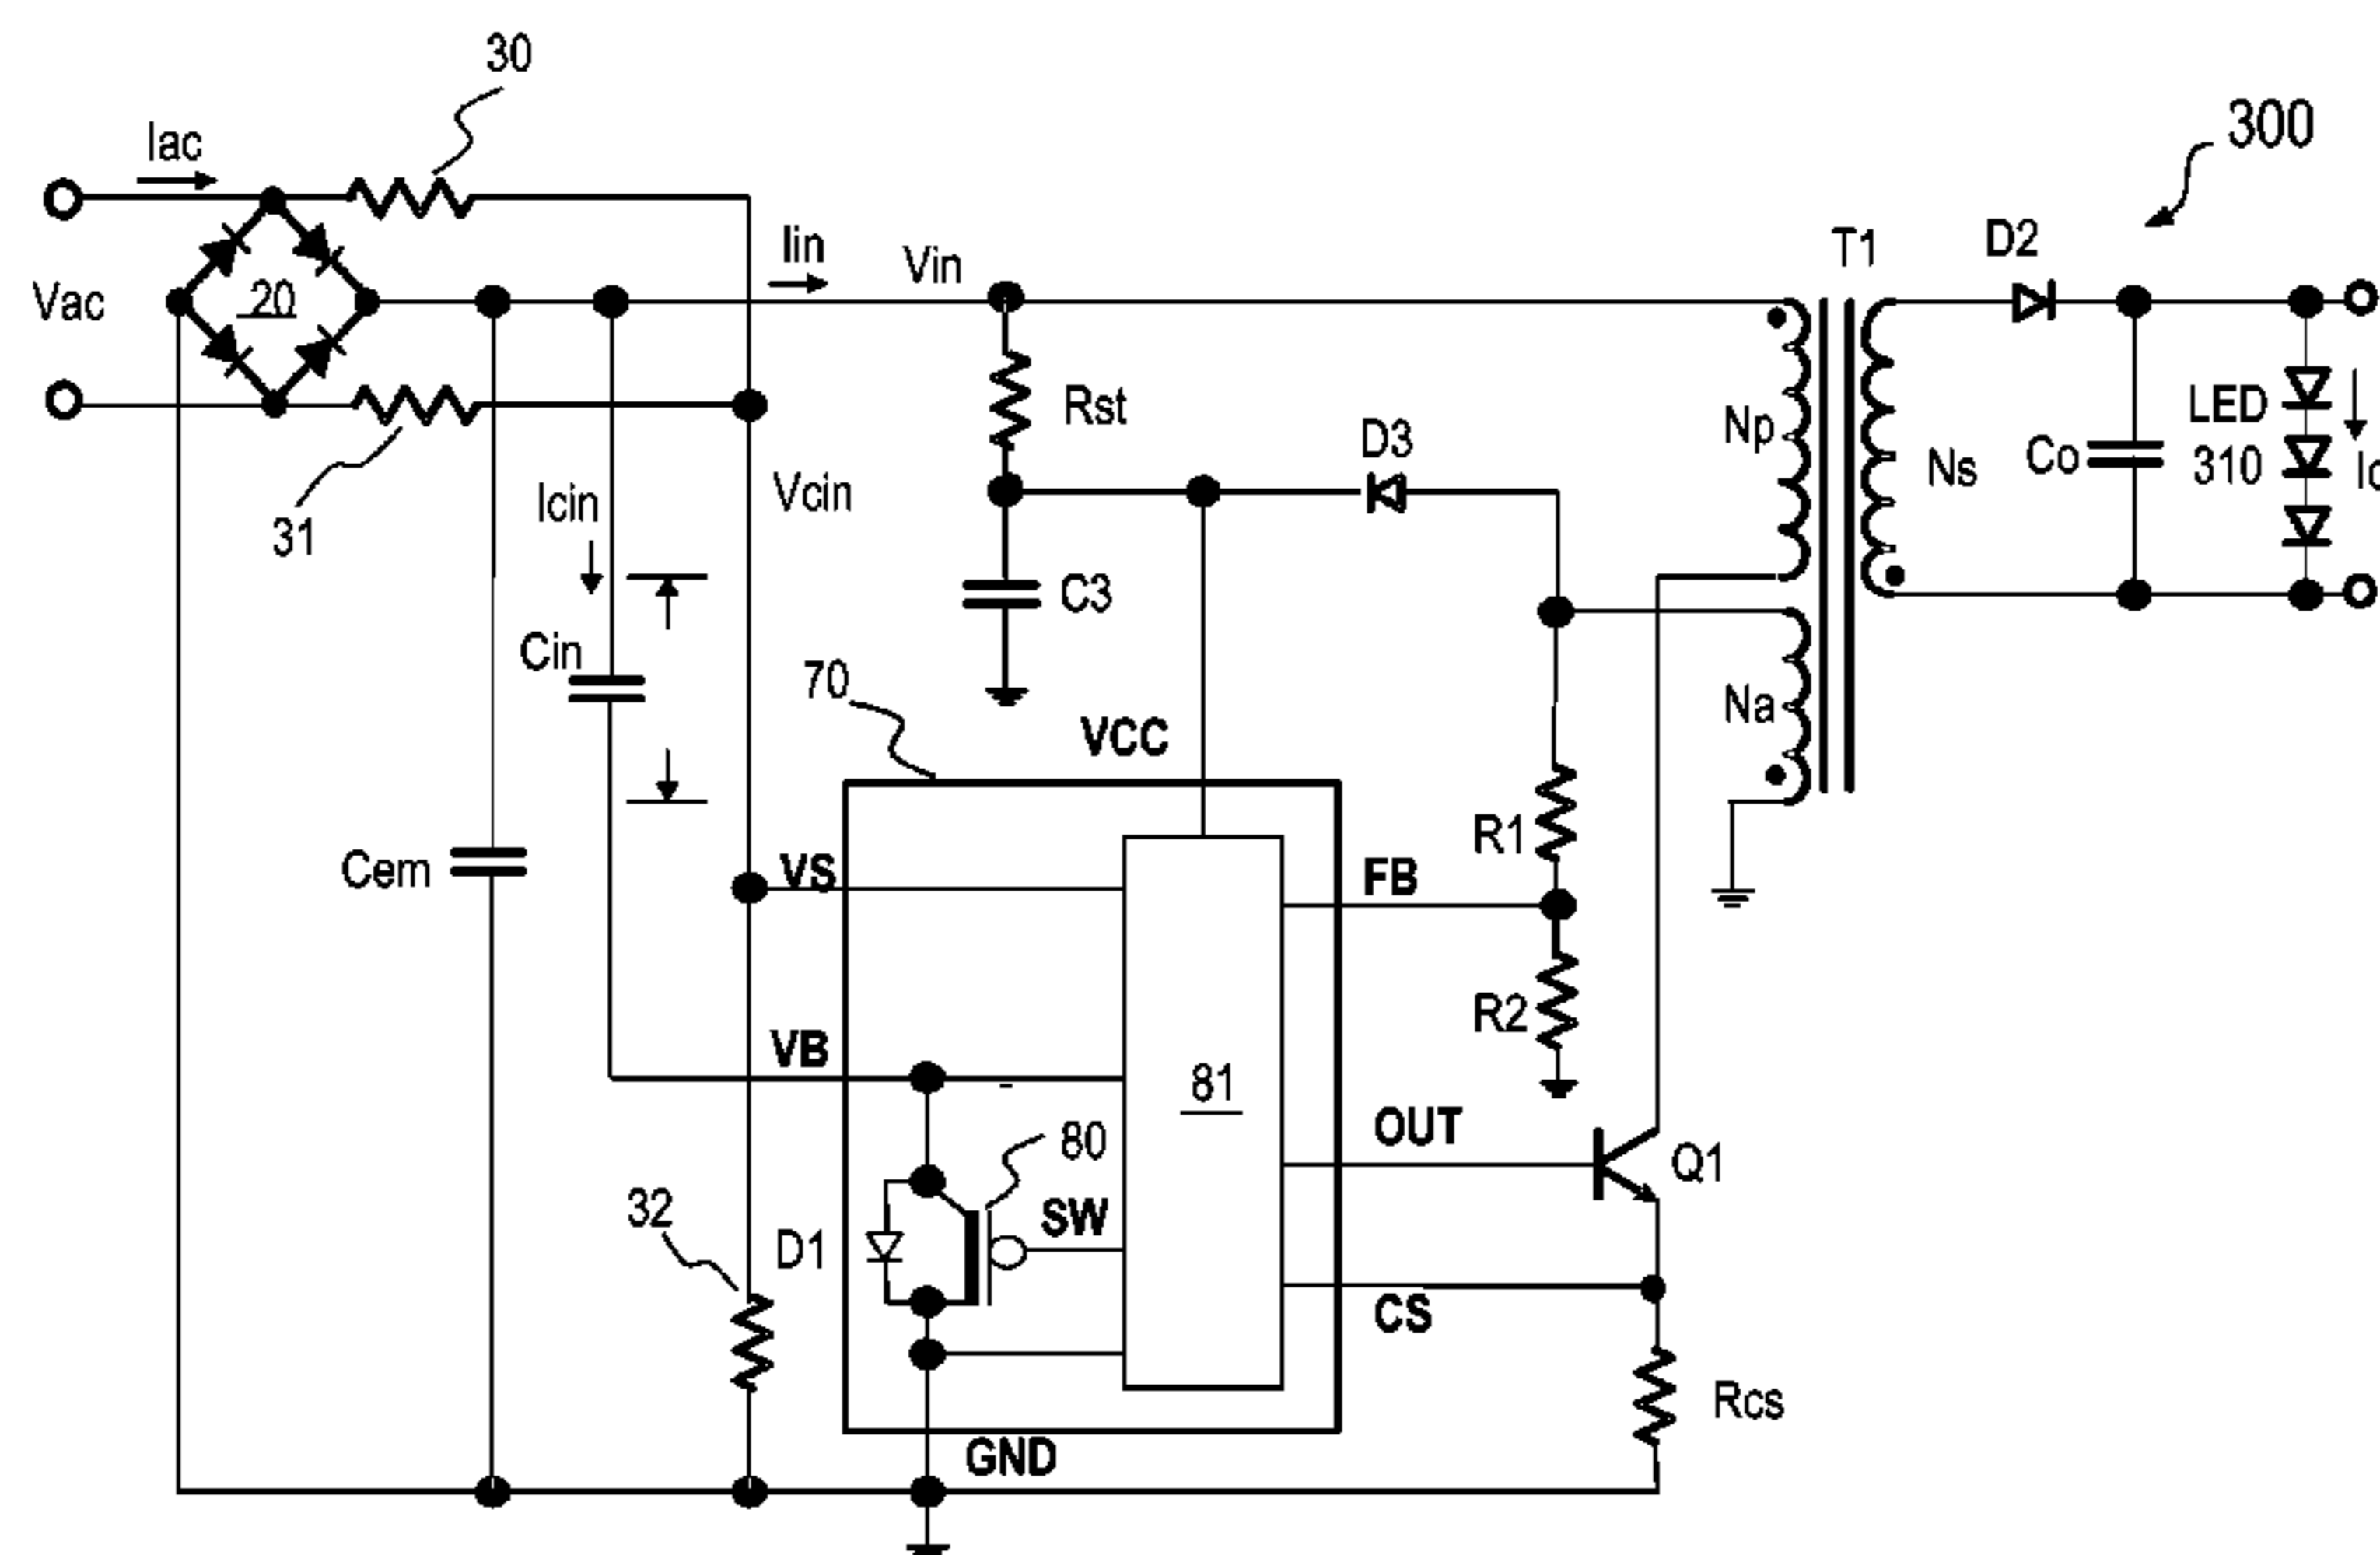 30
Iac
300
Iin
Vin
T1
D2
Vac
20
Rst
D3
Np
Ns
Co
LED
310
31
Icin
Vcin
C3
Cin
70
VCC
Na
Cem
VS
R1
FB
R2
VB
81
80
OUT
Q1
32
D1
SW
CS
Rcs
GND